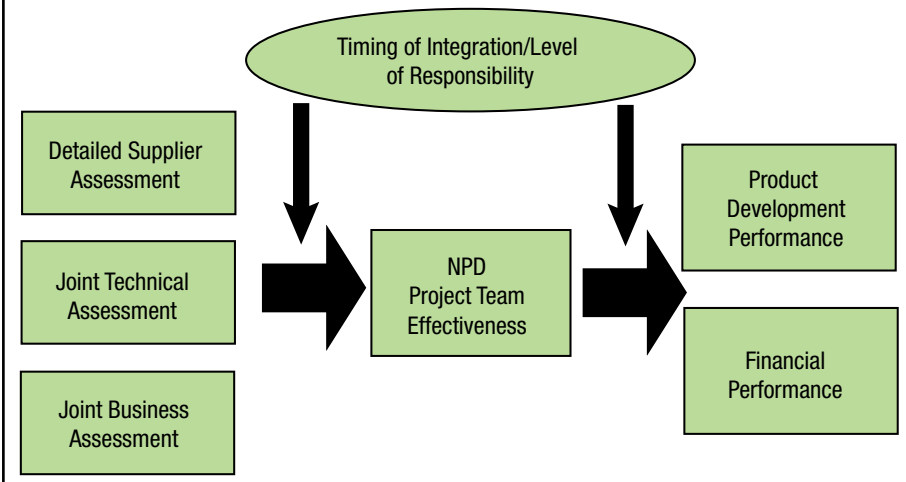 Timing of Integration/Level
of Responsibility
Detailed Supplier
Assessment
Joint Technical
Assessment
Joint Business
Assessment
NPD
Project Team
Effectiveness
Product
Development
Performance
Financial
Performance